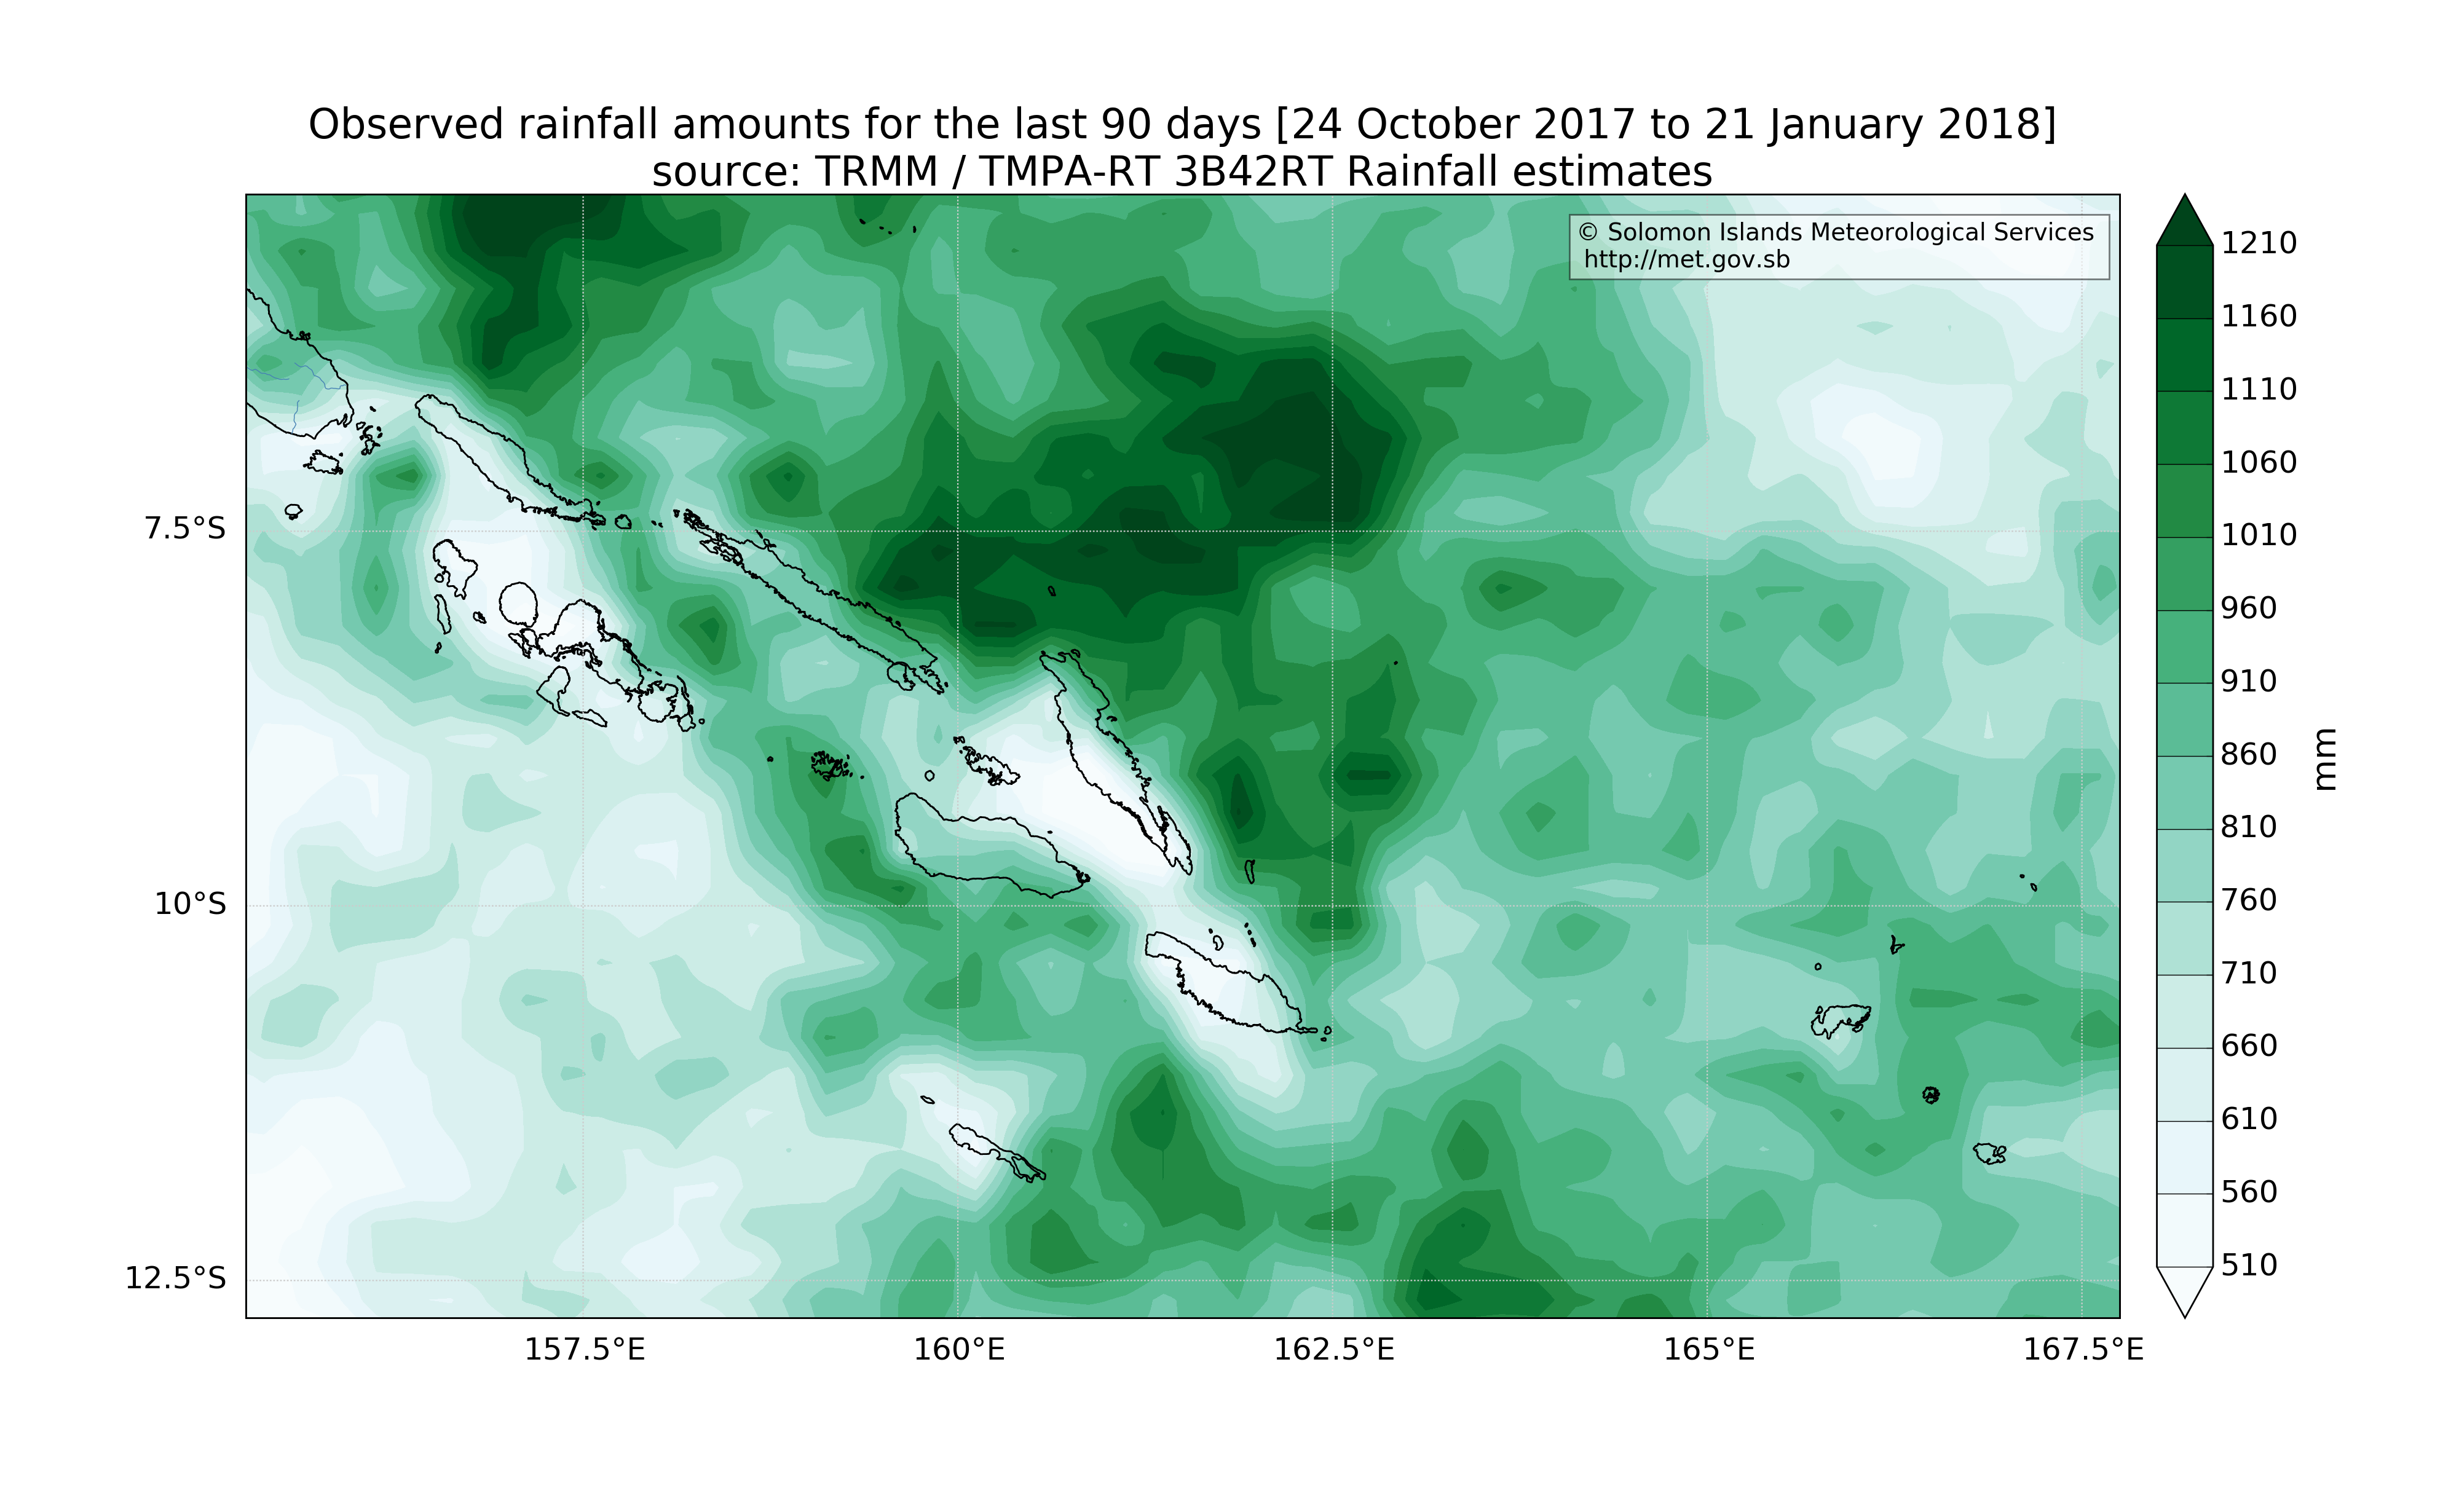 Observed rainfall amounts for the last 90 days [24 October 2017 to 21 January 2018]
source: TRMM / TMPA-RT 3B42RT Rainfall estimates
© Solomon Islands Meteorological Services
http://met.gov.sb
7.5°S
10°S
12.5°S
157.5°E
160°E
162.5°E
165°E
167.5°E
1210
1160
1110
1060
1010
960
910
860
810
760
710
660
610
560
510
mm